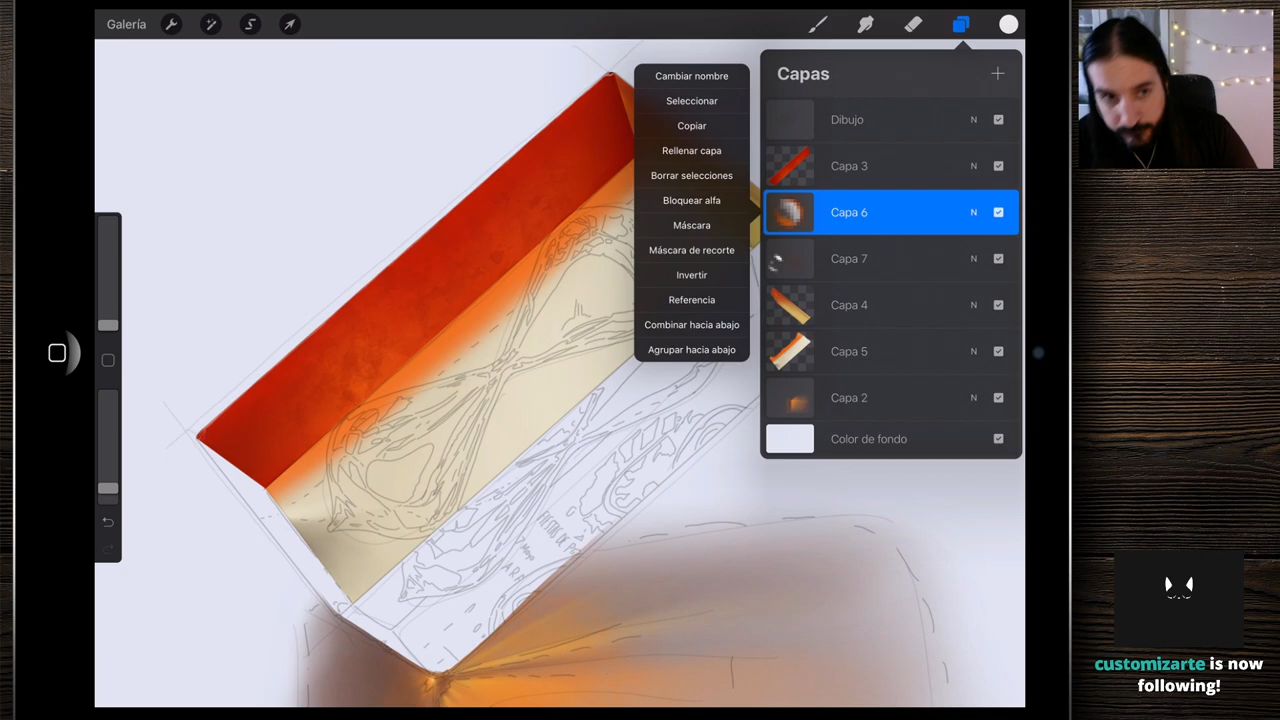 Galería
Cambiar nombre
Seleccionar
Copiar
Rellenar capa
Borrar selecciones
Bloquear alfa
Máscara
Máscara de recorte
Invertir
Referencia
Combinar hacia abajo
Agrupar hacia abajo
Capas
Dibujo N
Capa 3 N
Capa 6 N
Capa 7 N
Capa 4 N
Capa 5 N
Capa 2 N
Color de fondo
customizarte is now
following!